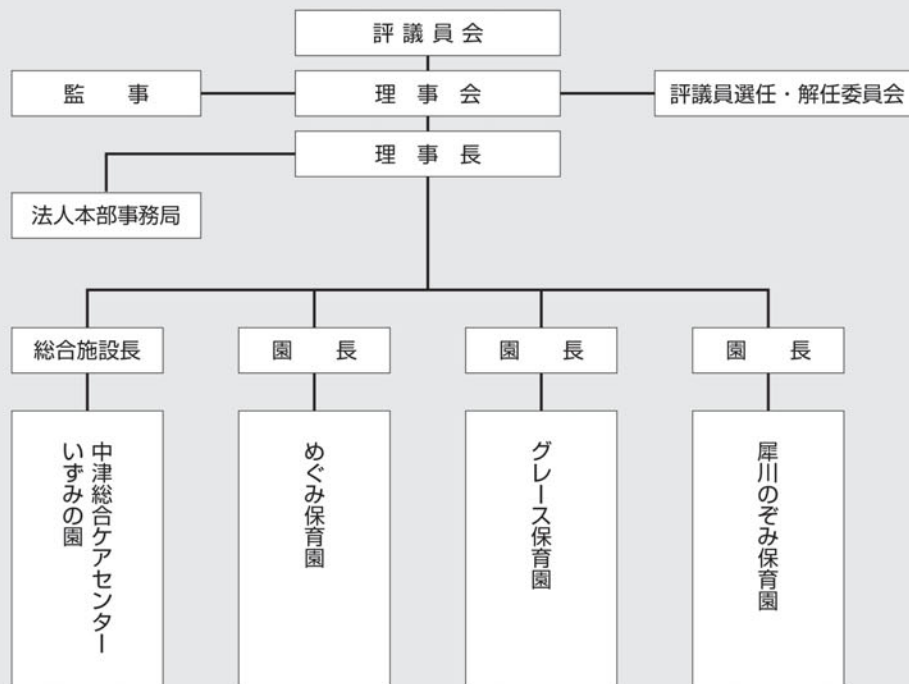 評議員会
監　事
理事会
評議員選任・解任委員会
理事長
法人本部事務局
総合施設長
園　長
園　長
園　長
中津総合ケアセンター
いずみの園
めぐみ保育園
グレース保育園
犀川のぞみ保育園